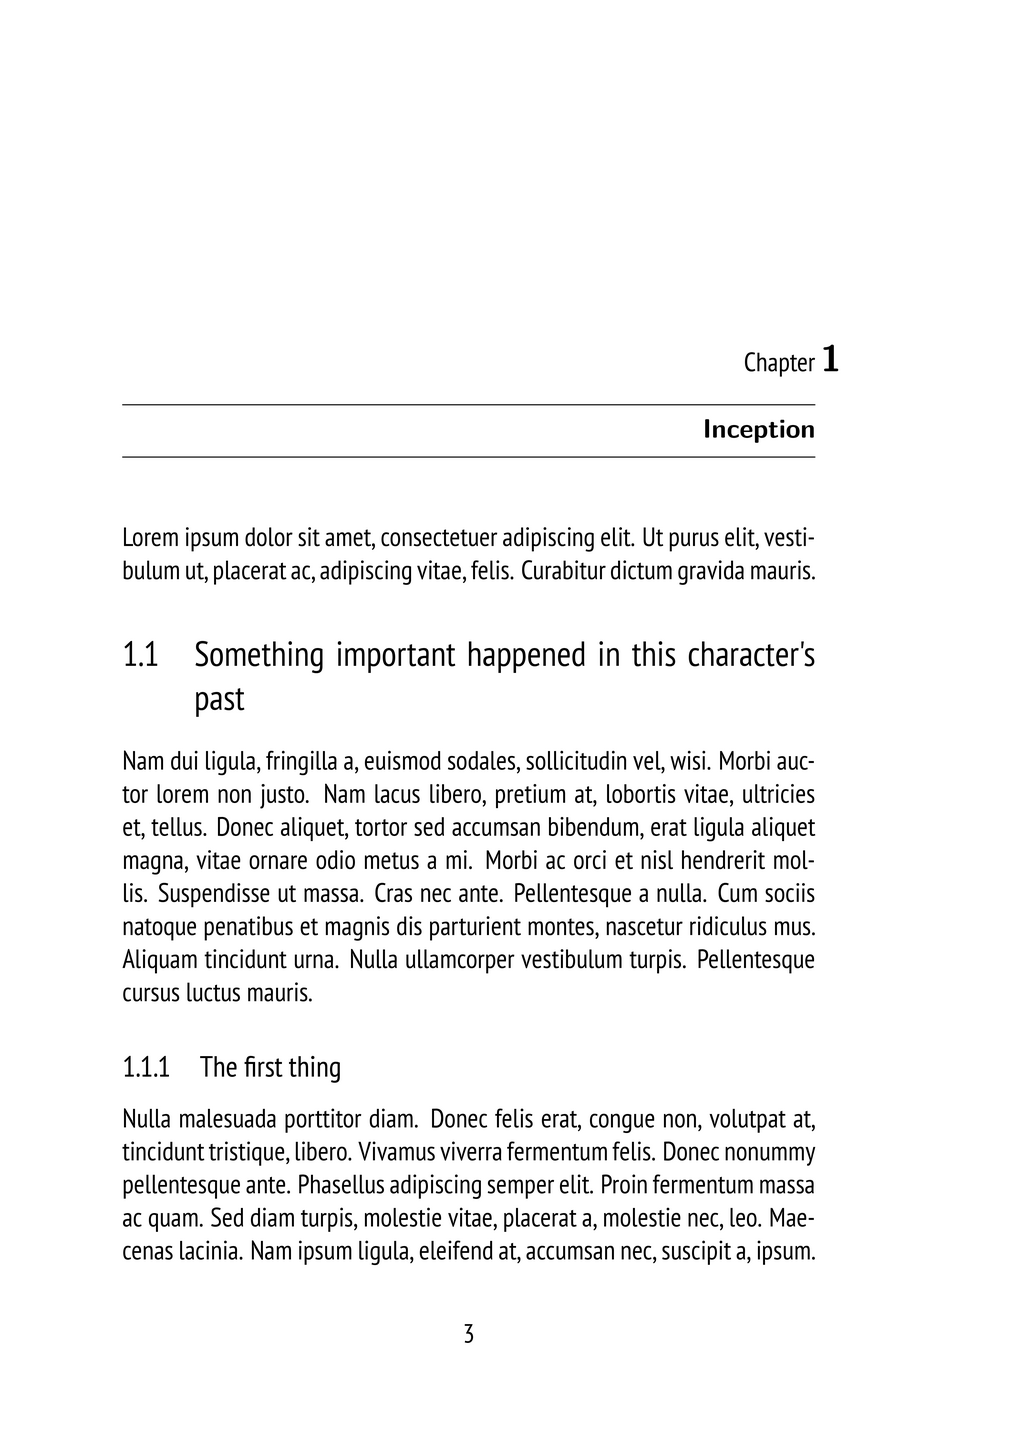 Chapter 1
Inception
Lorem ipsum dolor sit amet, consectetuer adipiscing elit. Ut purus elit, vesti-
bulum ut, placerat ac, adipiscing vitae, felis. Curabitur dictum gravida mauris.
1.1 Something important happened in this character's
past
Nam dui ligula, fringilla a, euismod sodales, sollicitudin vel, wisi. Morbi auc-
tor lorem non justo. Nam lacus libero, pretium at, lobortis vitae, ultricies
et, tellus. Donec aliquet, tortor sed accumsan bibendum, erat ligula aliquet
magna, vitae ornare odio metus a mi. Morbi ac orci et nisl hendrerit mol-
lis. Suspendisse ut massa. Cras nec ante. Pellentesque a nulla. Cum sociis
natoque penatibus et magnis dis parturient montes, nascetur ridiculus mus.
Aliquam tincidunt urna. Nulla ullamcorper vestibulum turpis. Pellentesque
cursus luctus mauris.
1.1.1 The first thing
Nulla malesuada porttitor diam. Donec felis erat, congue non, volutpat at,
tincidunt tristique, libero. Vivamus viverra fermentum felis. Donec nonummy
pellentesque ante. Phasellus adipiscing semper elit. Proin fermentum massa
ac quam. Sed diam turpis, molestie vitae, placerat a, molestie nec, leo. Mae-
cenas lacinia. Nam ipsum ligula, eleifend at, accumsan nec, suscipit a, ipsum.
3